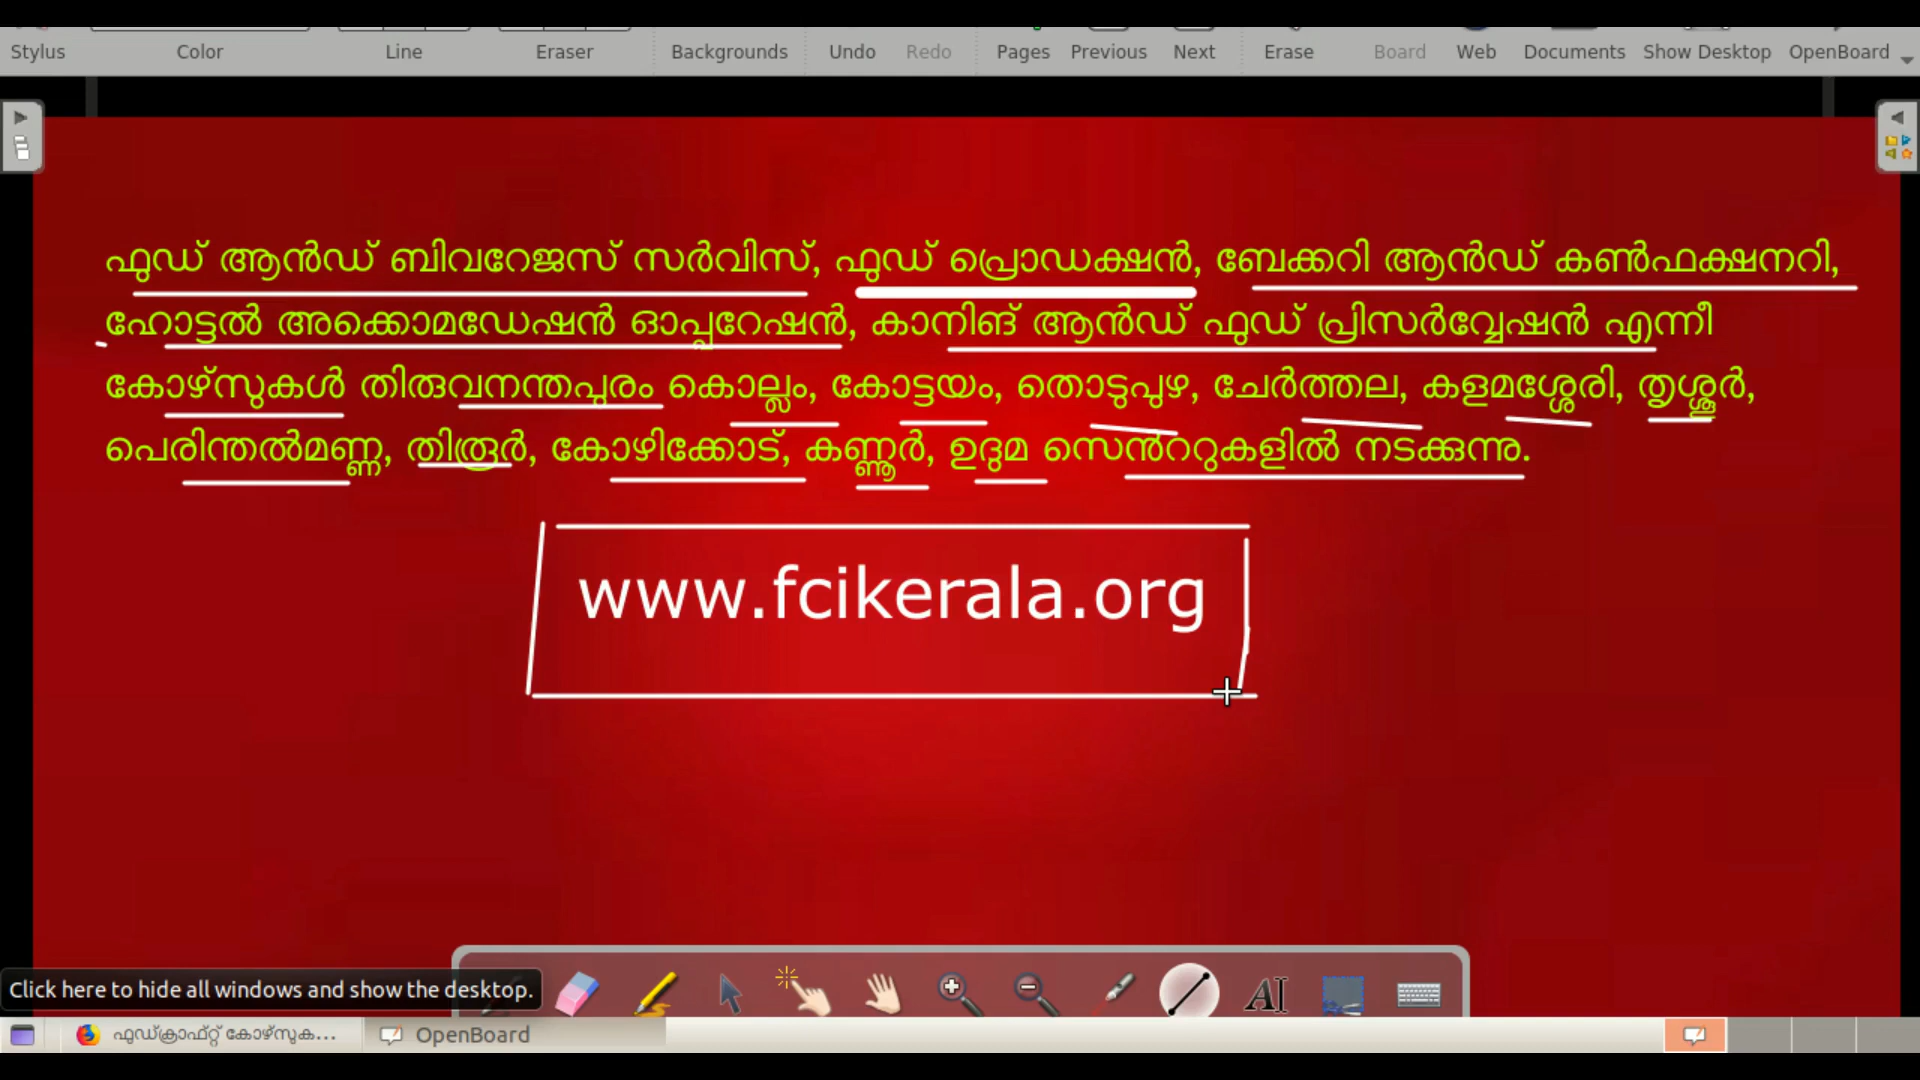 Stylus Color Line Eraser Backgrounds Undo Redo Pages Previous Next Erase Board Web Documents Show Desktop OpenBoard
ഫുഡ് ആൻഡ് ബിവറേജസ് സർവിസ്, ഫുഡ് പ്രൊഡക്ഷൻ, ബേക്കറി ആൻഡ് കൺഫക്ഷനറി,
ഹോട്ടൽ അക്കൊമഡേഷൻ ഓപ്പറേഷൻ, കാനിങ് ആൻഡ് ഫുഡ് പ്രിസർവ്വേഷൻ എന്നീ
കോഴ്സുകൾ തിരുവനന്തപുരം കൊല്ലം, കോട്ടയം, തൊടുപുഴ, ചേർത്തല, കളമശ്ശേരി, തൃശ്ശൂർ,
പെരിന്തൽമണ്ണ, തിരൂർ, കോഴിക്കോട്, കണ്ണൂർ, ഉദുമ സെൻററുകളിൽ നടക്കുന്നു.
www.fcikerala.org
Click here to hide all windows and show the desktop.
AI
ഫുഡ്ക്രാഫ്റ്റ് കോഴ്സുക... OpenBoard